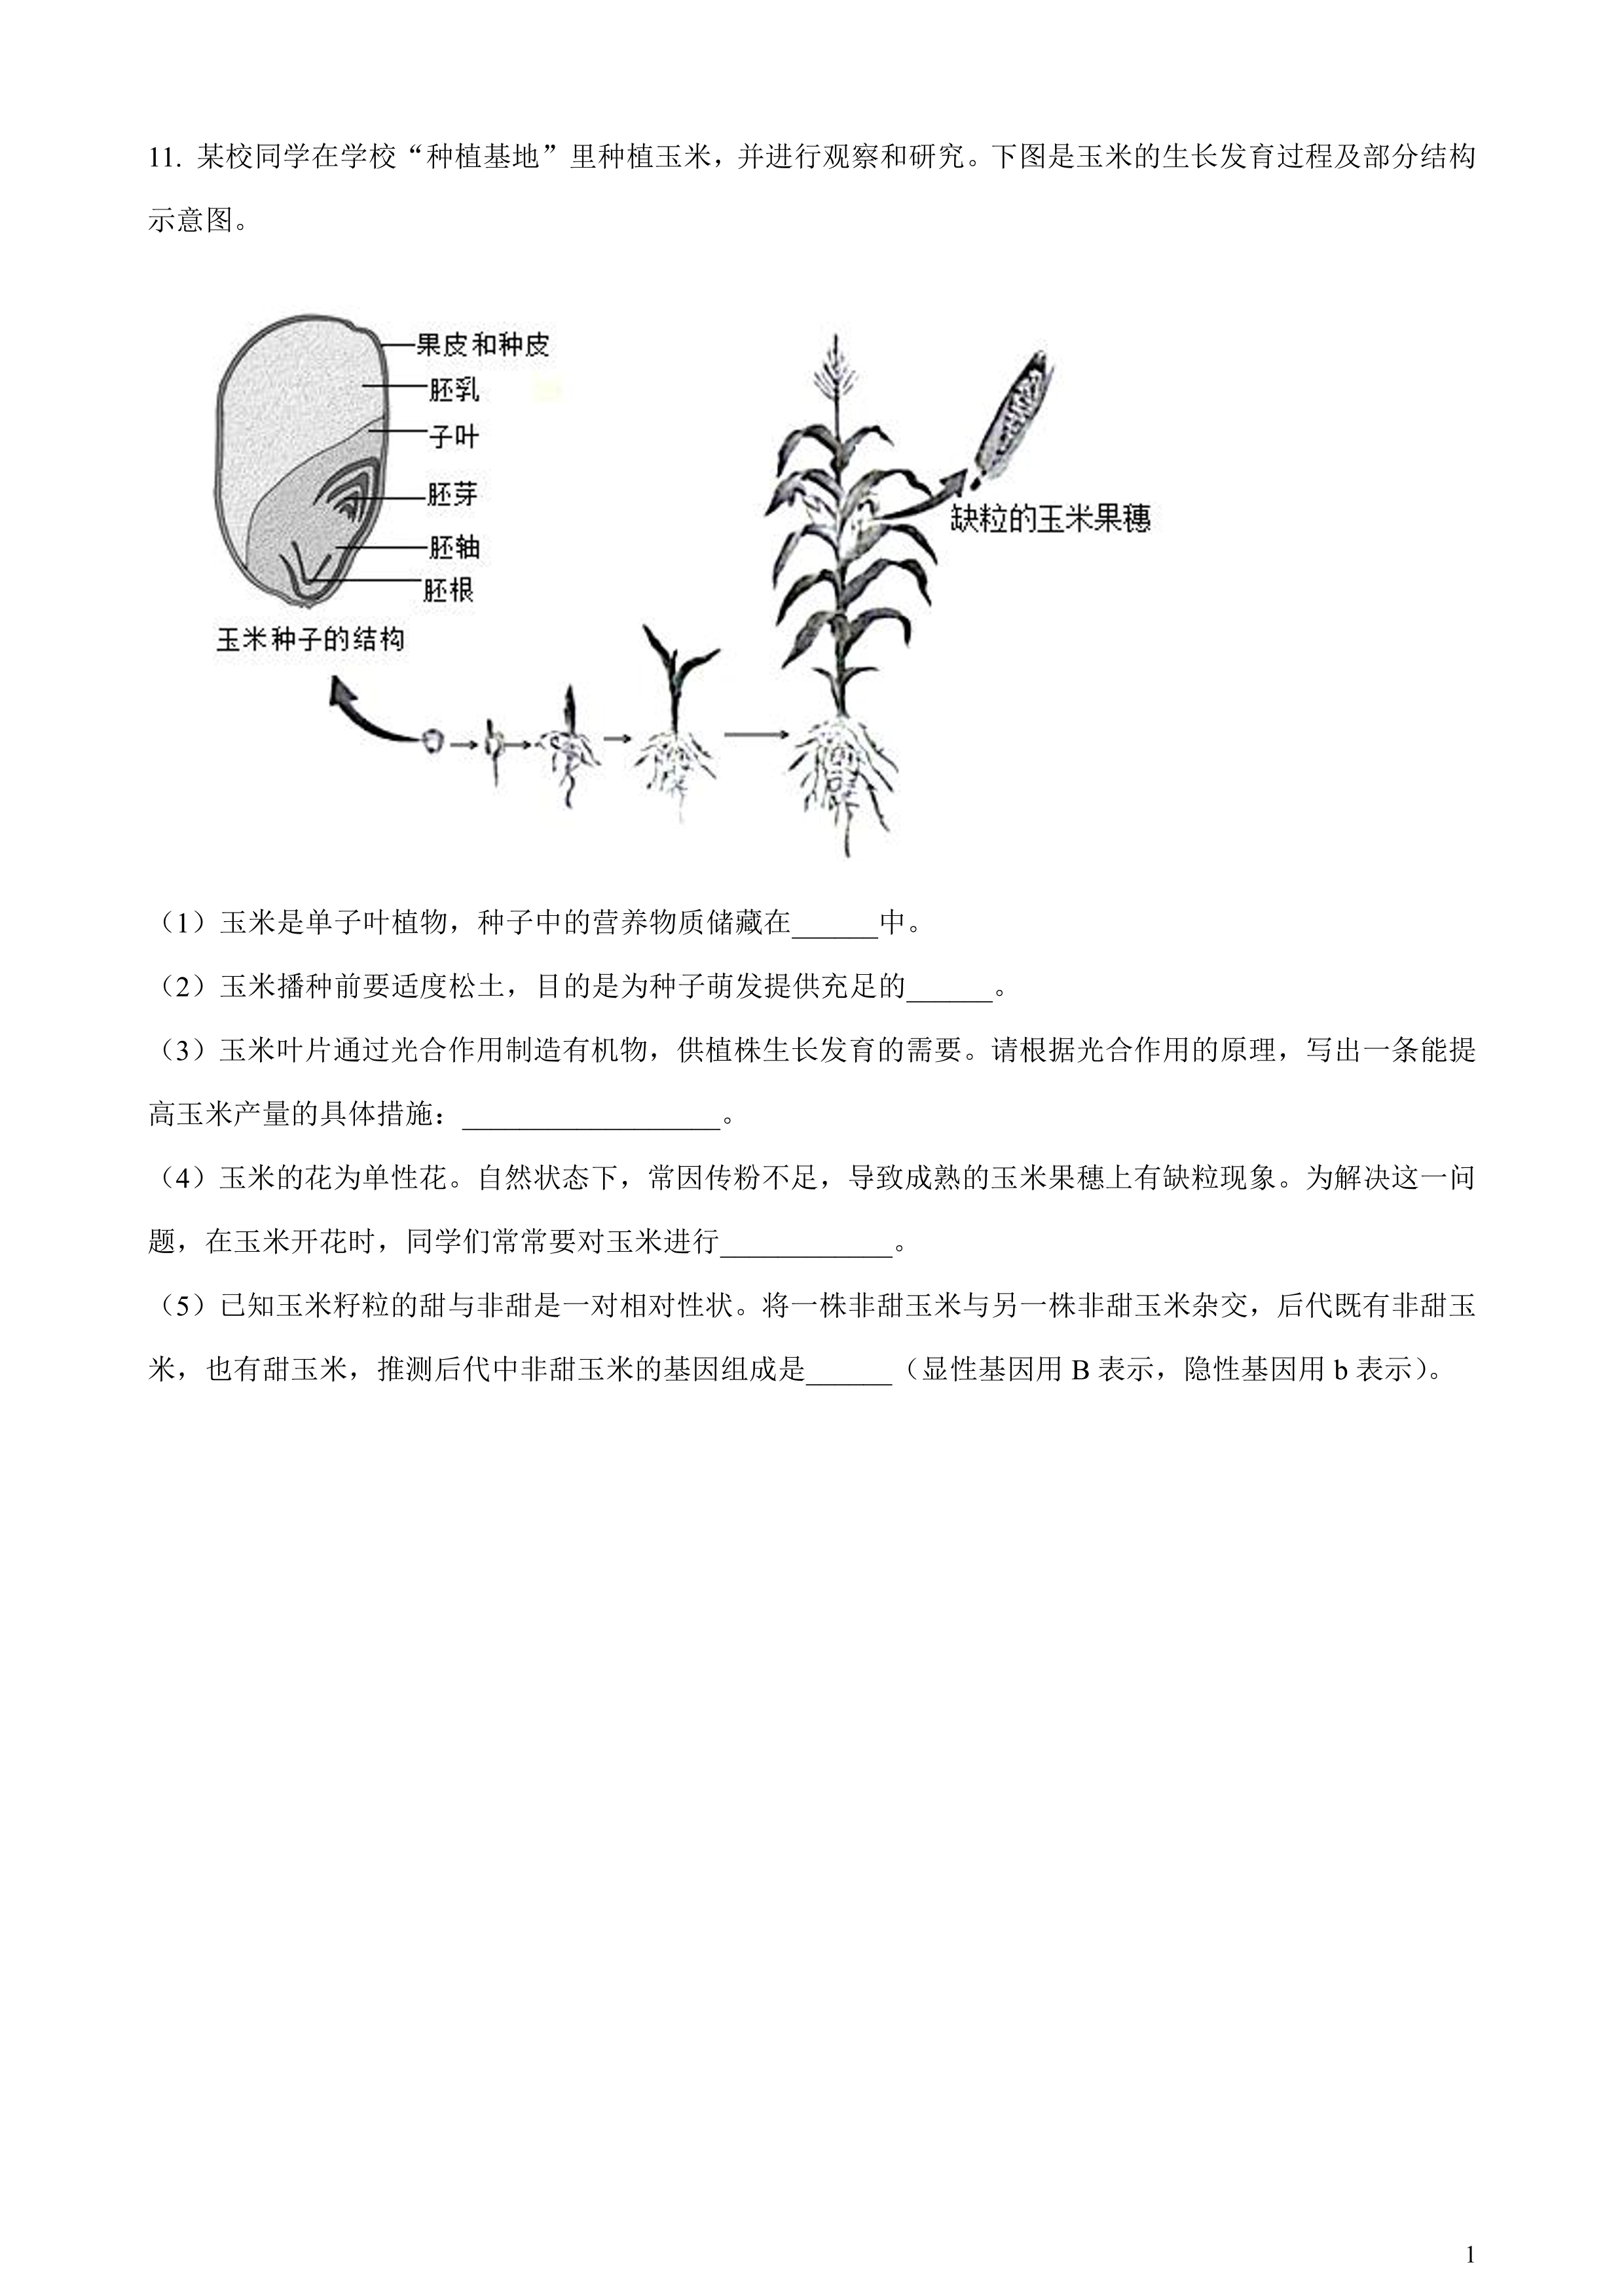 11. 某校同学在学校“种植基地”里种植玉米，并进行观察和研究。下图是玉米的生长发育过程及部分结构
示意图。
果皮和种皮
胚乳
子叶
胚芽
胚轴
胚根
玉米种子的结构
缺粒的玉米果穗
（1）玉米是单子叶植物，种子中的营养物质储藏在______中。
（2）玉米播种前要适度松土，目的是为种子萌发提供充足的______。
（3）玉米叶片通过光合作用制造有机物，供植株生长发育的需要。请根据光合作用的原理，写出一条能提
高玉米产量的具体措施：__________________。
（4）玉米的花为单性花。自然状态下，常因传粉不足，导致成熟的玉米果穗上有缺粒现象。为解决这一问
题，在玉米开花时，同学们常常要对玉米进行____________。
（5）已知玉米籽粒的甜与非甜是一对相对性状。将一株非甜玉米与另一株非甜玉米杂交，后代既有非甜玉
米，也有甜玉米，推测后代中非甜玉米的基因组成是______（显性基因用 B 表示，隐性基因用 b 表示）。
1